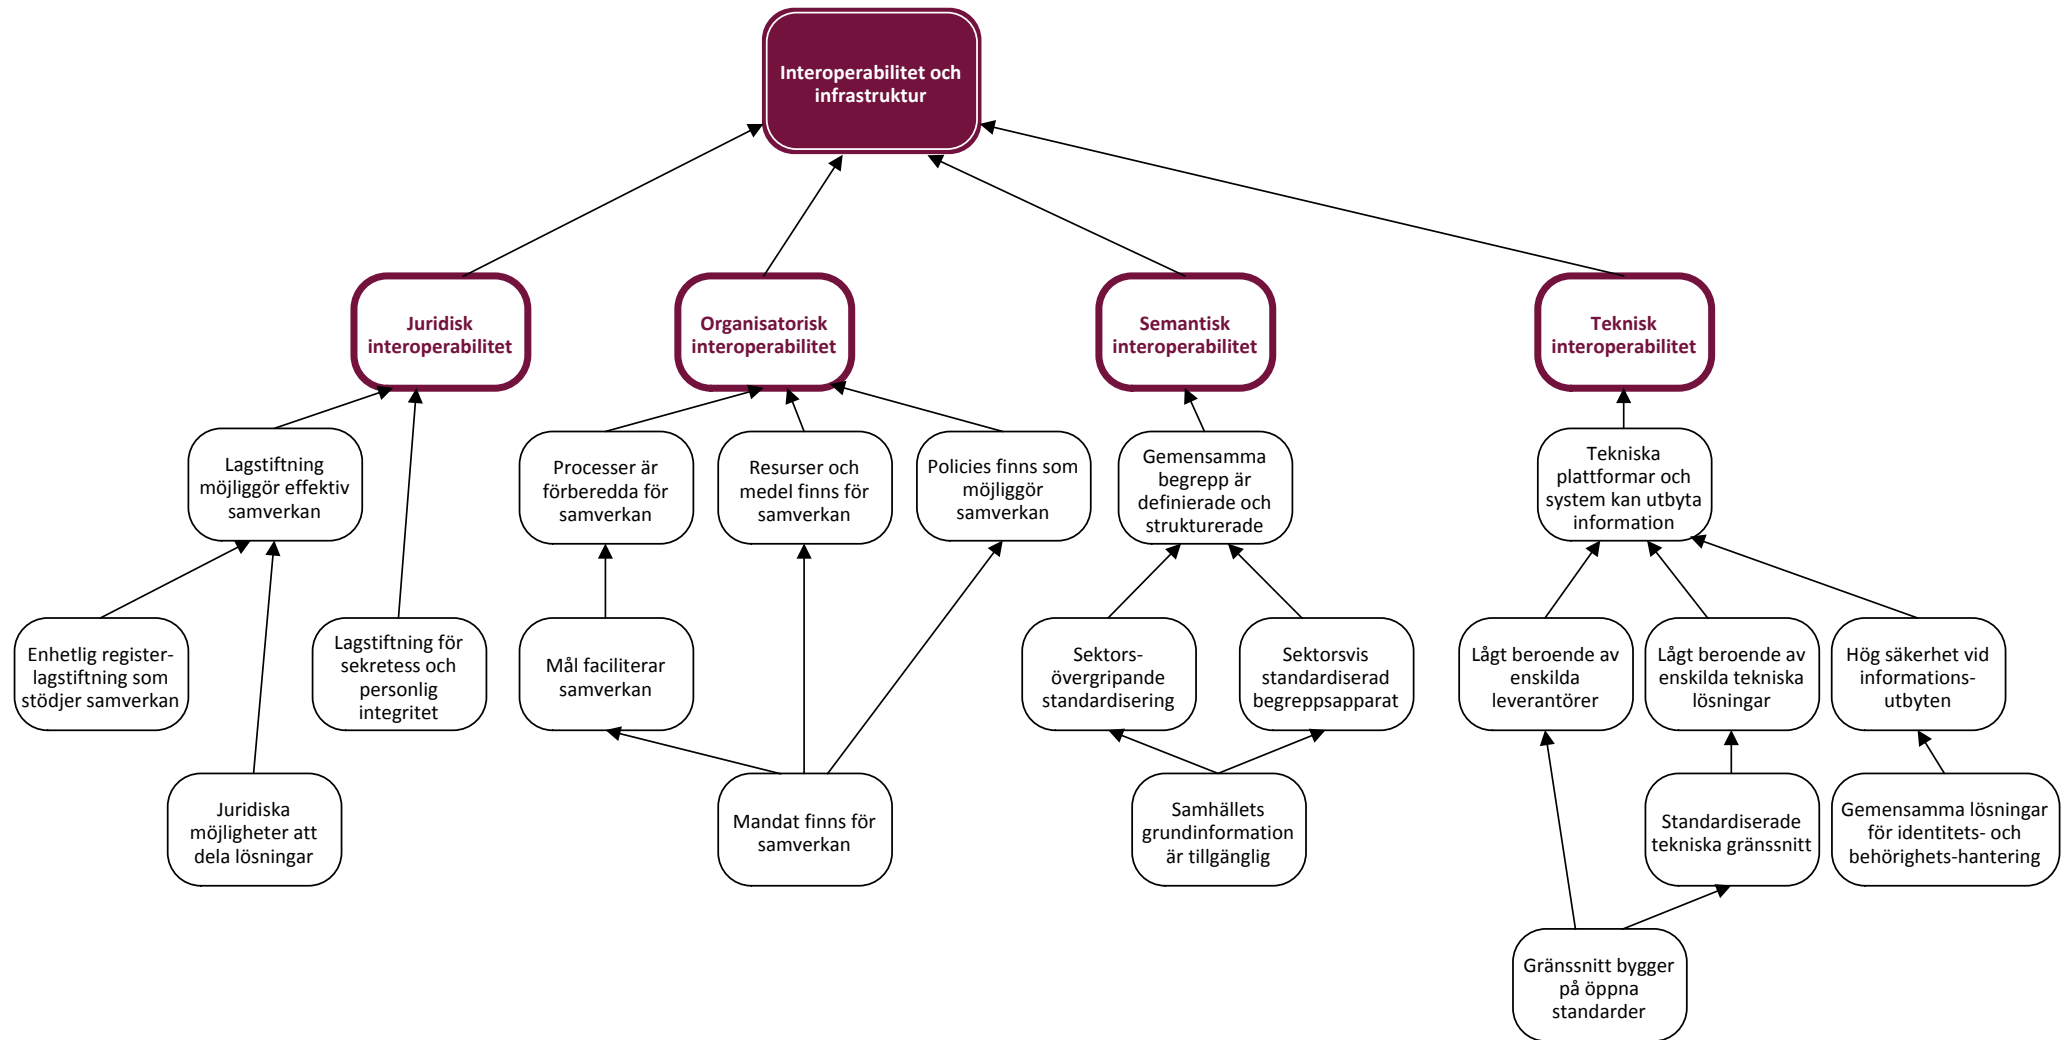 Interoperabilitet och
infrastruktur
Juridisk
interoperabilitet
Organisatorisk
interoperabilitet
Semantisk
interoperabilitet
Teknisk
interoperabilitet
Lagstiftning
möjliggör effektiv
samverkan
Processer är
förberedda för
samverkan
Resurser och
medel finns för
samverkan
Policies finns som
möjliggör
samverkan
Gemensamma
begrepp är
definierade och
strukturerade
Tekniska
plattformar och
system kan utbyta
information
Enhetlig register-
lagstiftning som
stödjer samverkan
Lagstiftning för
sekretess och
personlig
integritet
Mål faciliterar
samverkan
Sektors-
övergripande
standardisering
Sektorsvis
standardiserad
begreppsapparat
Lågt beroende av
enskilda
leverantörer
Lågt beroende av
enskilda tekniska
lösningar
Hög säkerhet vid
informations-
utbyten
Juridiska
möjligheter att
dela lösningar
Mandat finns för
samverkan
Samhällets
grundinformation
är tillgänglig
Standardiserade
tekniska gränssnitt
Gemensamma lösningar
för identitets- och
behörighets-hantering
Gränssnitt bygger
på öppna
standarder